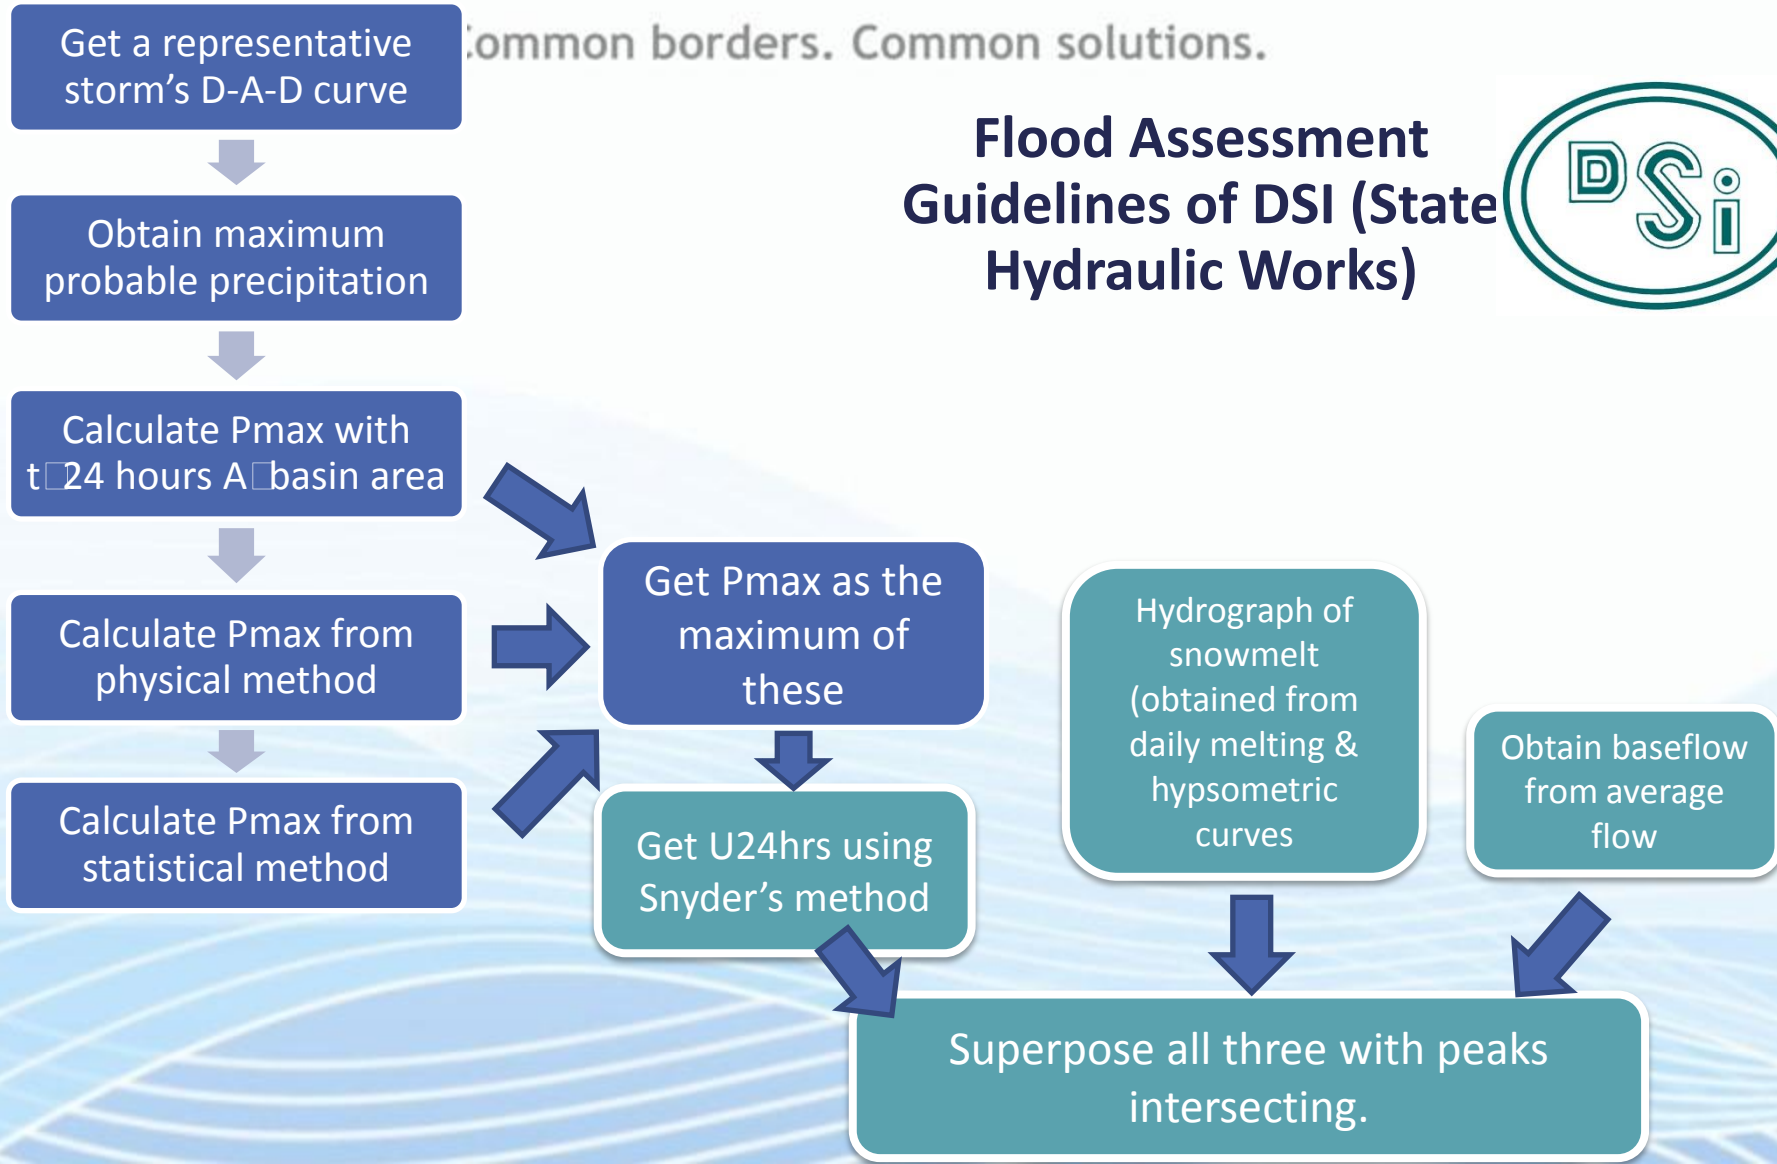 Common borders. Common solutions.
Flood Assessment
Guidelines of DSI (State
Hydraulic Works)
DSi
Get a representative
storm's D-A-D curve
Obtain maximum
probable precipitation
Calculate Pmax with
t□24 hours A□basin area
Calculate Pmax from
physical method
Calculate Pmax from
statistical method
Get Pmax as the
maximum of
these
Get U24hrs using
Snyder's method
Hydrograph of
snowmelt
(obtained from
daily melting &
hypsometric
curves
Obtain baseflow
from average
flow
Superpose all three with peaks
intersecting.